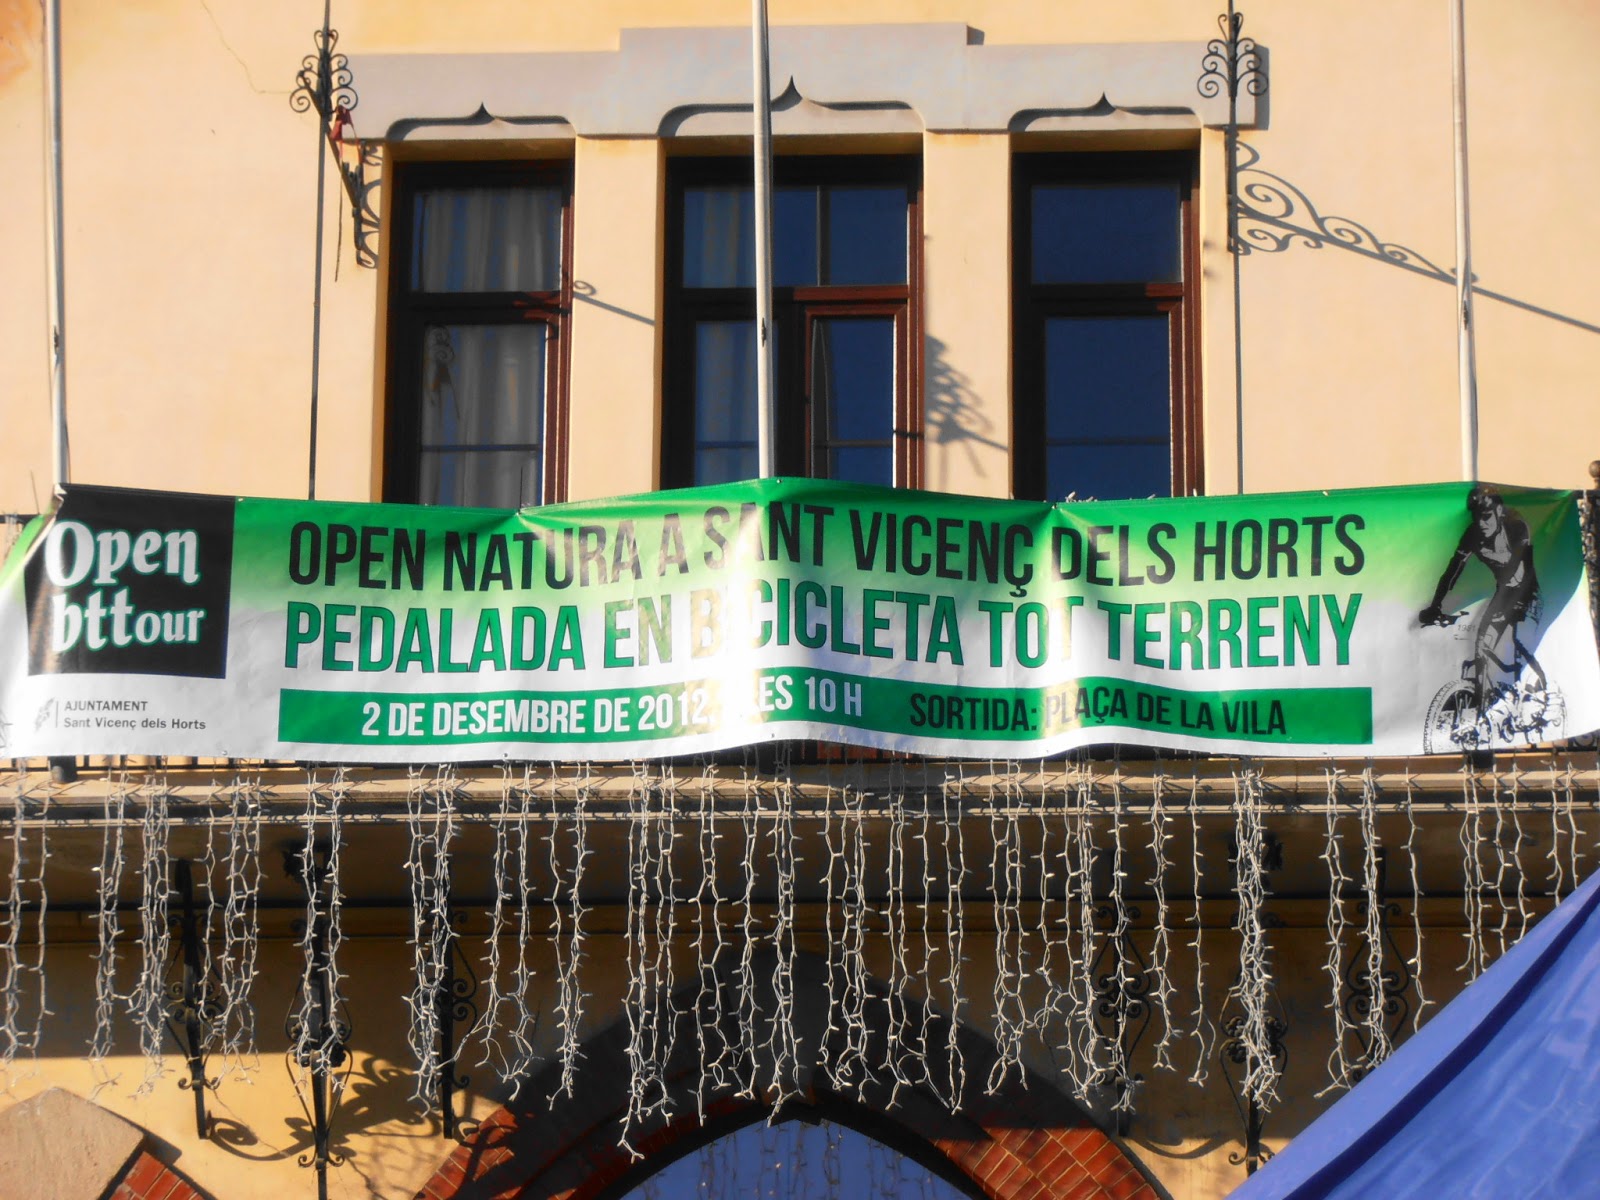 Open
bttour
AJUNTAMENT
Sant Vicenç dels Horts
OPEN NATURA A SANT VICENÇ DELS HORTS
PEDALADA EN BICICLETA TOT TERRENY
2 DE DESEMBRE DE 2012, LES 10 H
SORTIDA: PLAÇA DE LA VILA